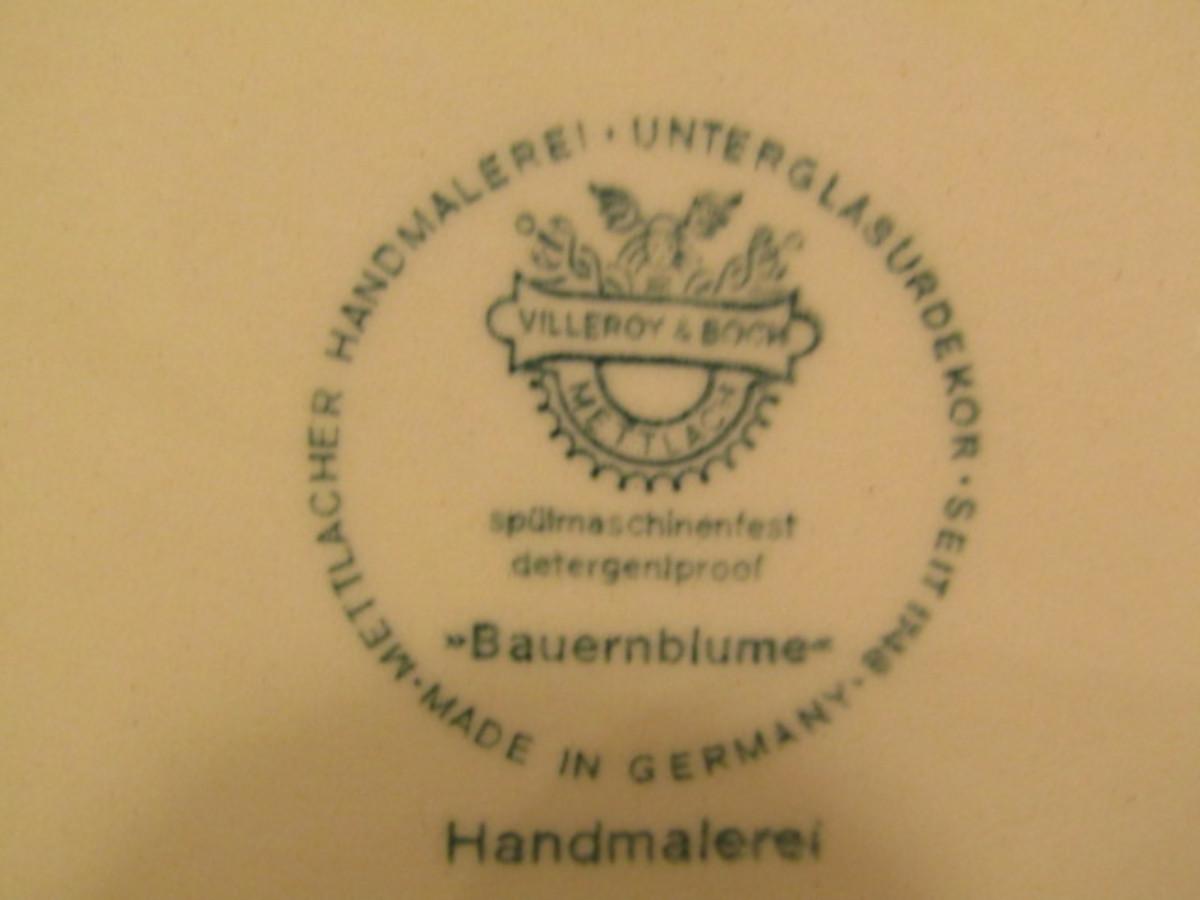 METTLACHER HANDMALEREI · UNTERGLASURDEKOR · SEIT 1748 · MADE IN GERMANY ·
VILLEROY & BOCH
METTLACH
spülmaschinenfest
detergentproof
»Bauernblume«
Handmalerei